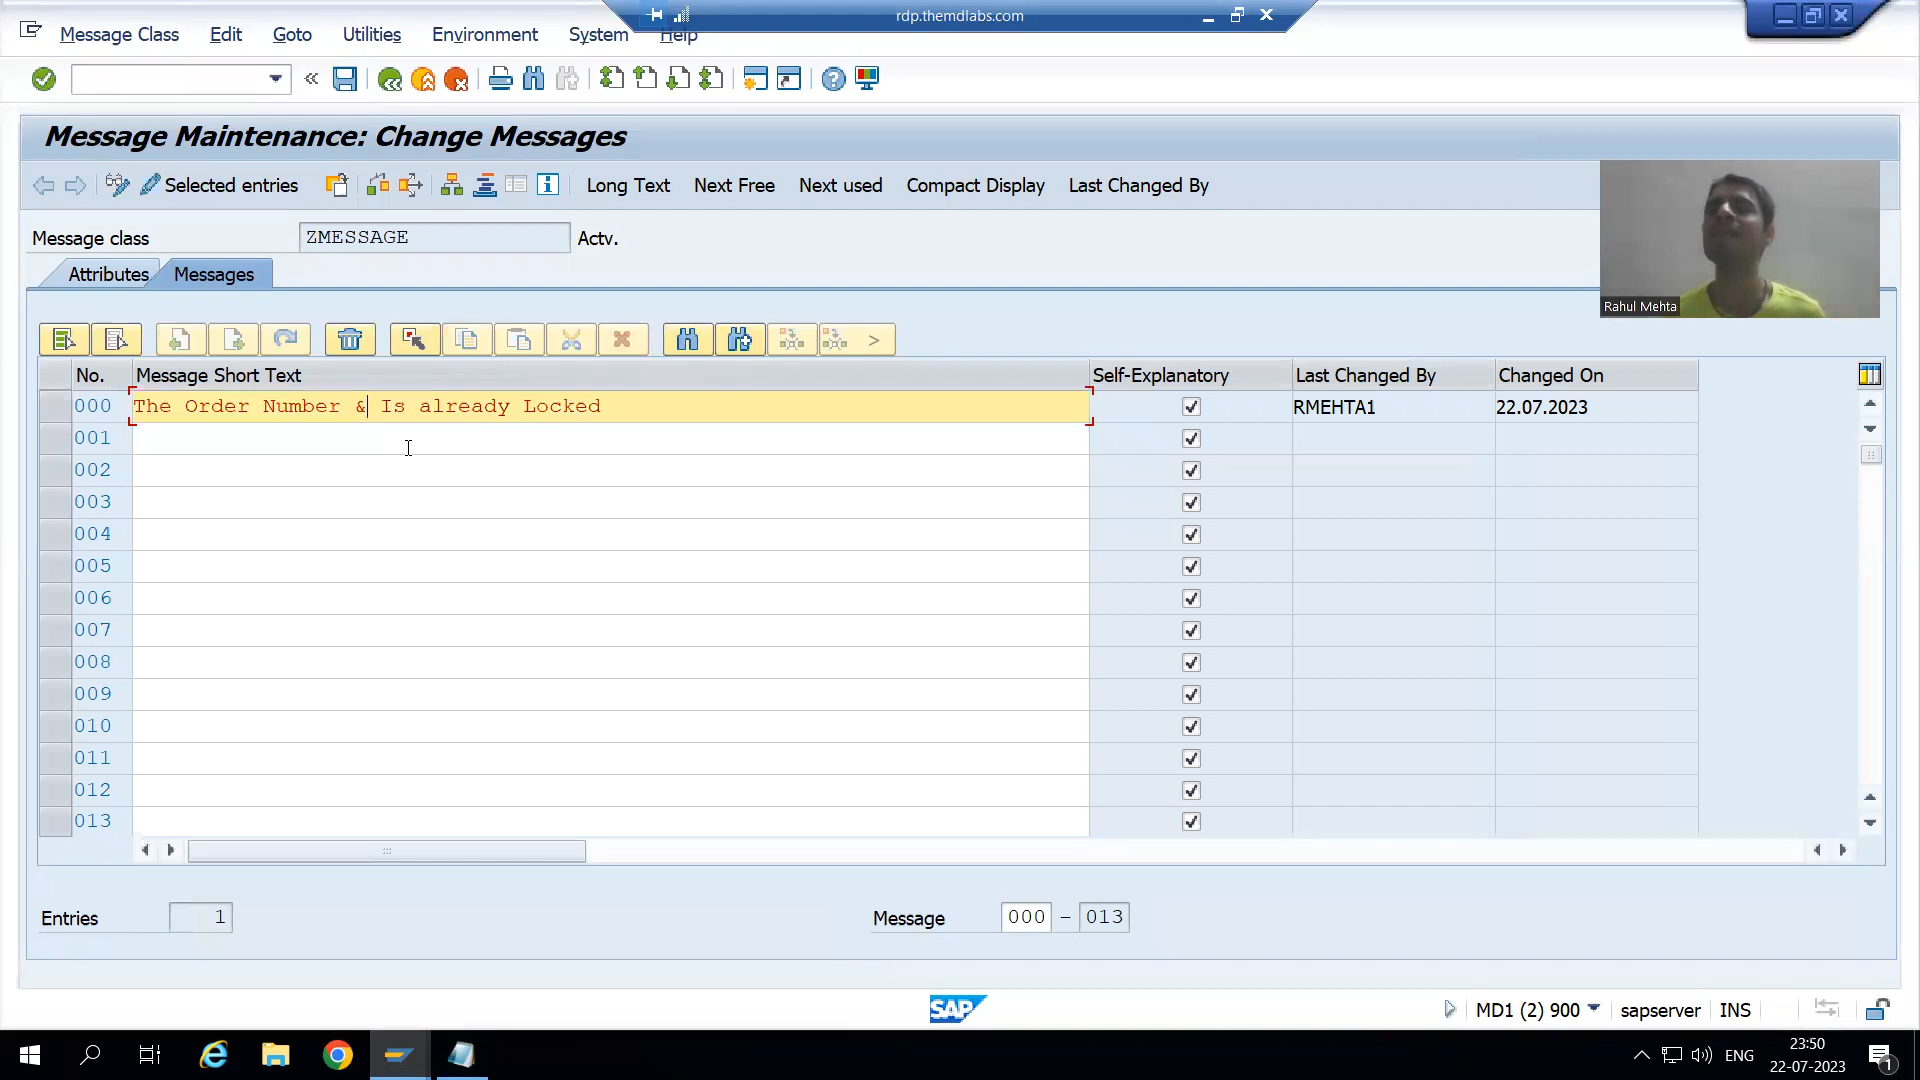 rdp.themdlabs.com
Message Class Edit Goto Utilities Environment System Help
Message Maintenance: Change Messages
Selected entries Long Text Next Free Next used Compact Display Last Changed By
Message class ZMESSAGE Actv.
Attributes Messages
Rahul Mehta
No. Message Short Text Self-Explanatory Last Changed By Changed On
000 The Order Number & Is already Locked RMEHTA1 22.07.2023
001
002
003
004
005
006
007
008
009
010
011
012
013
Entries 1 Message 000 - 013
SAP MD1 (2) 900 sapserver INS
ENG 23:50
22-07-2023 1